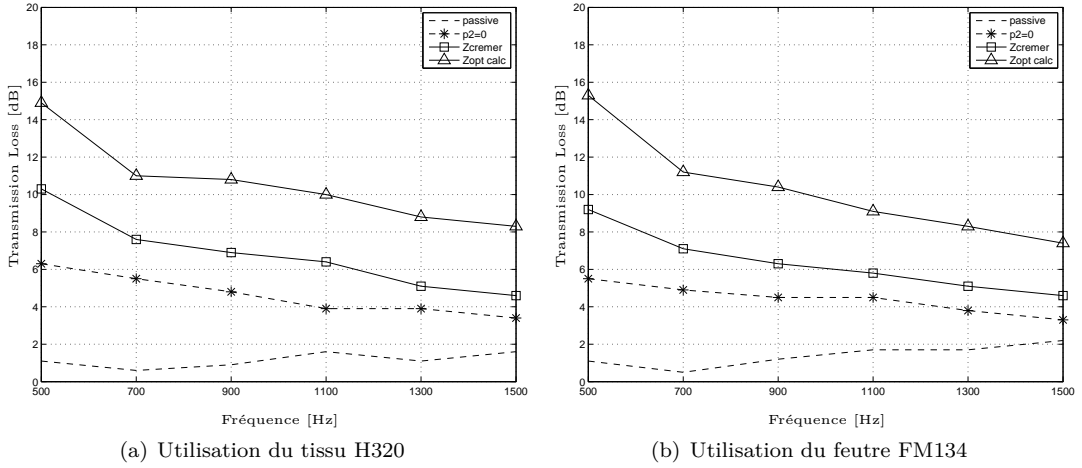 20
18
16
14
12
10
8
6
4
2
0
Transmission Loss [dB]
passive
p2=0
Zcremer
Zopt calc
500 700 900 1100 1300 1500
Fréquence [Hz]
(a) Utilisation du tissu H320
20
18
16
14
12
10
8
6
4
2
0
Transmission Loss [dB]
passive
p2=0
Zcremer
Zopt calc
500 700 900 1100 1300 1500
Fréquence [Hz]
(b) Utilisation du feutre FM134